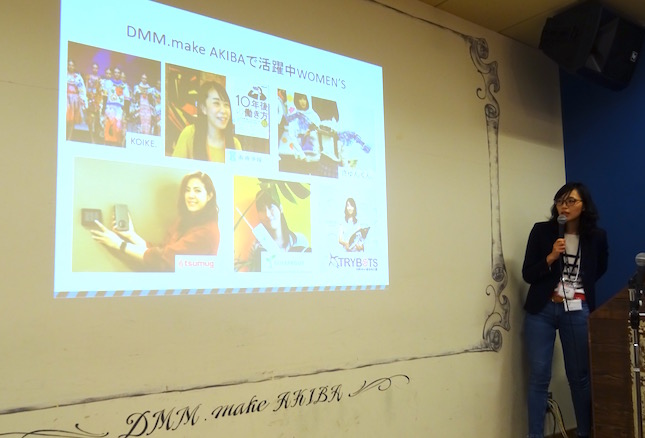 DMM.make AKIBAで活躍中WOMEN'S
KOIKE.
10年後
働き方
tsumug
TRYBOTS
DMM.make AKIBA